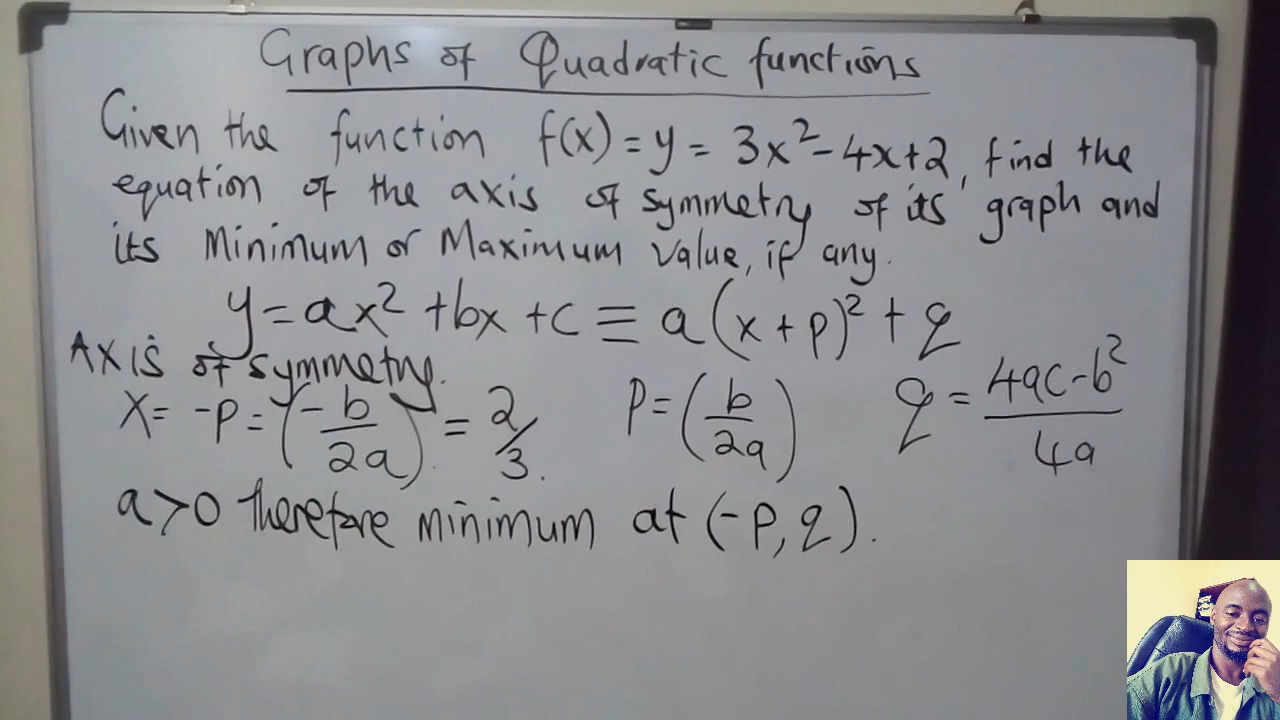 Graphs of Quadratic functions
Given the function f(x) = y = 3x² - 4x + 2, find the
equation of the axis of symmetry of its graph and
its Minimum or Maximum Value, if any.
y = ax² + bx + c ≡ a(x + p)² + q
Axis of symmetry.
x = -p = (-b/2a) = 2/3. p = (b/2a) q = (4ac - b²)/4a
a > 0 therefore minimum at (-p, q).